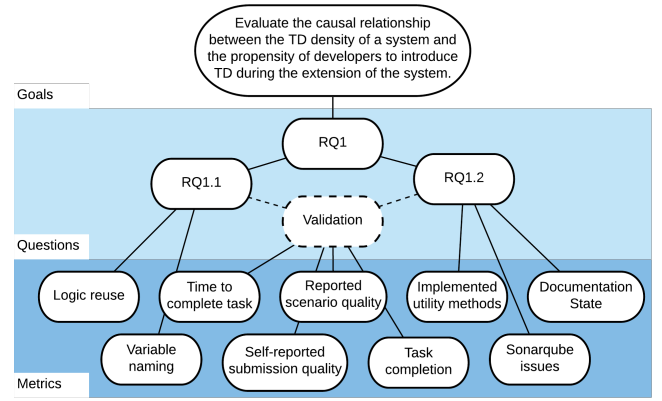 Evaluate the causal relationship
between the TD density of a system and
the propensity of developers to introduce
TD during the extension of the system.
Goals
RQ1
RQ1.1
RQ1.2
Validation
Questions
Logic reuse
Time to
complete task
Reported
scenario quality
Implemented
utility methods
Documentation
State
Variable
naming
Self-reported
submission quality
Task
completion
Sonarqube
issues
Metrics